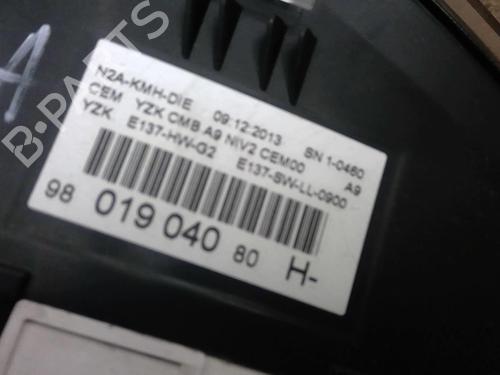 A
N2A-KMH-DIE 09.12.2013 SN 1-0460
CEM YZK CMB A9 NIV2 CEM00 A9
YZK E137-HW-G2 E137-SW-LL-0900
98 019 040 80 H-
B-PARTS